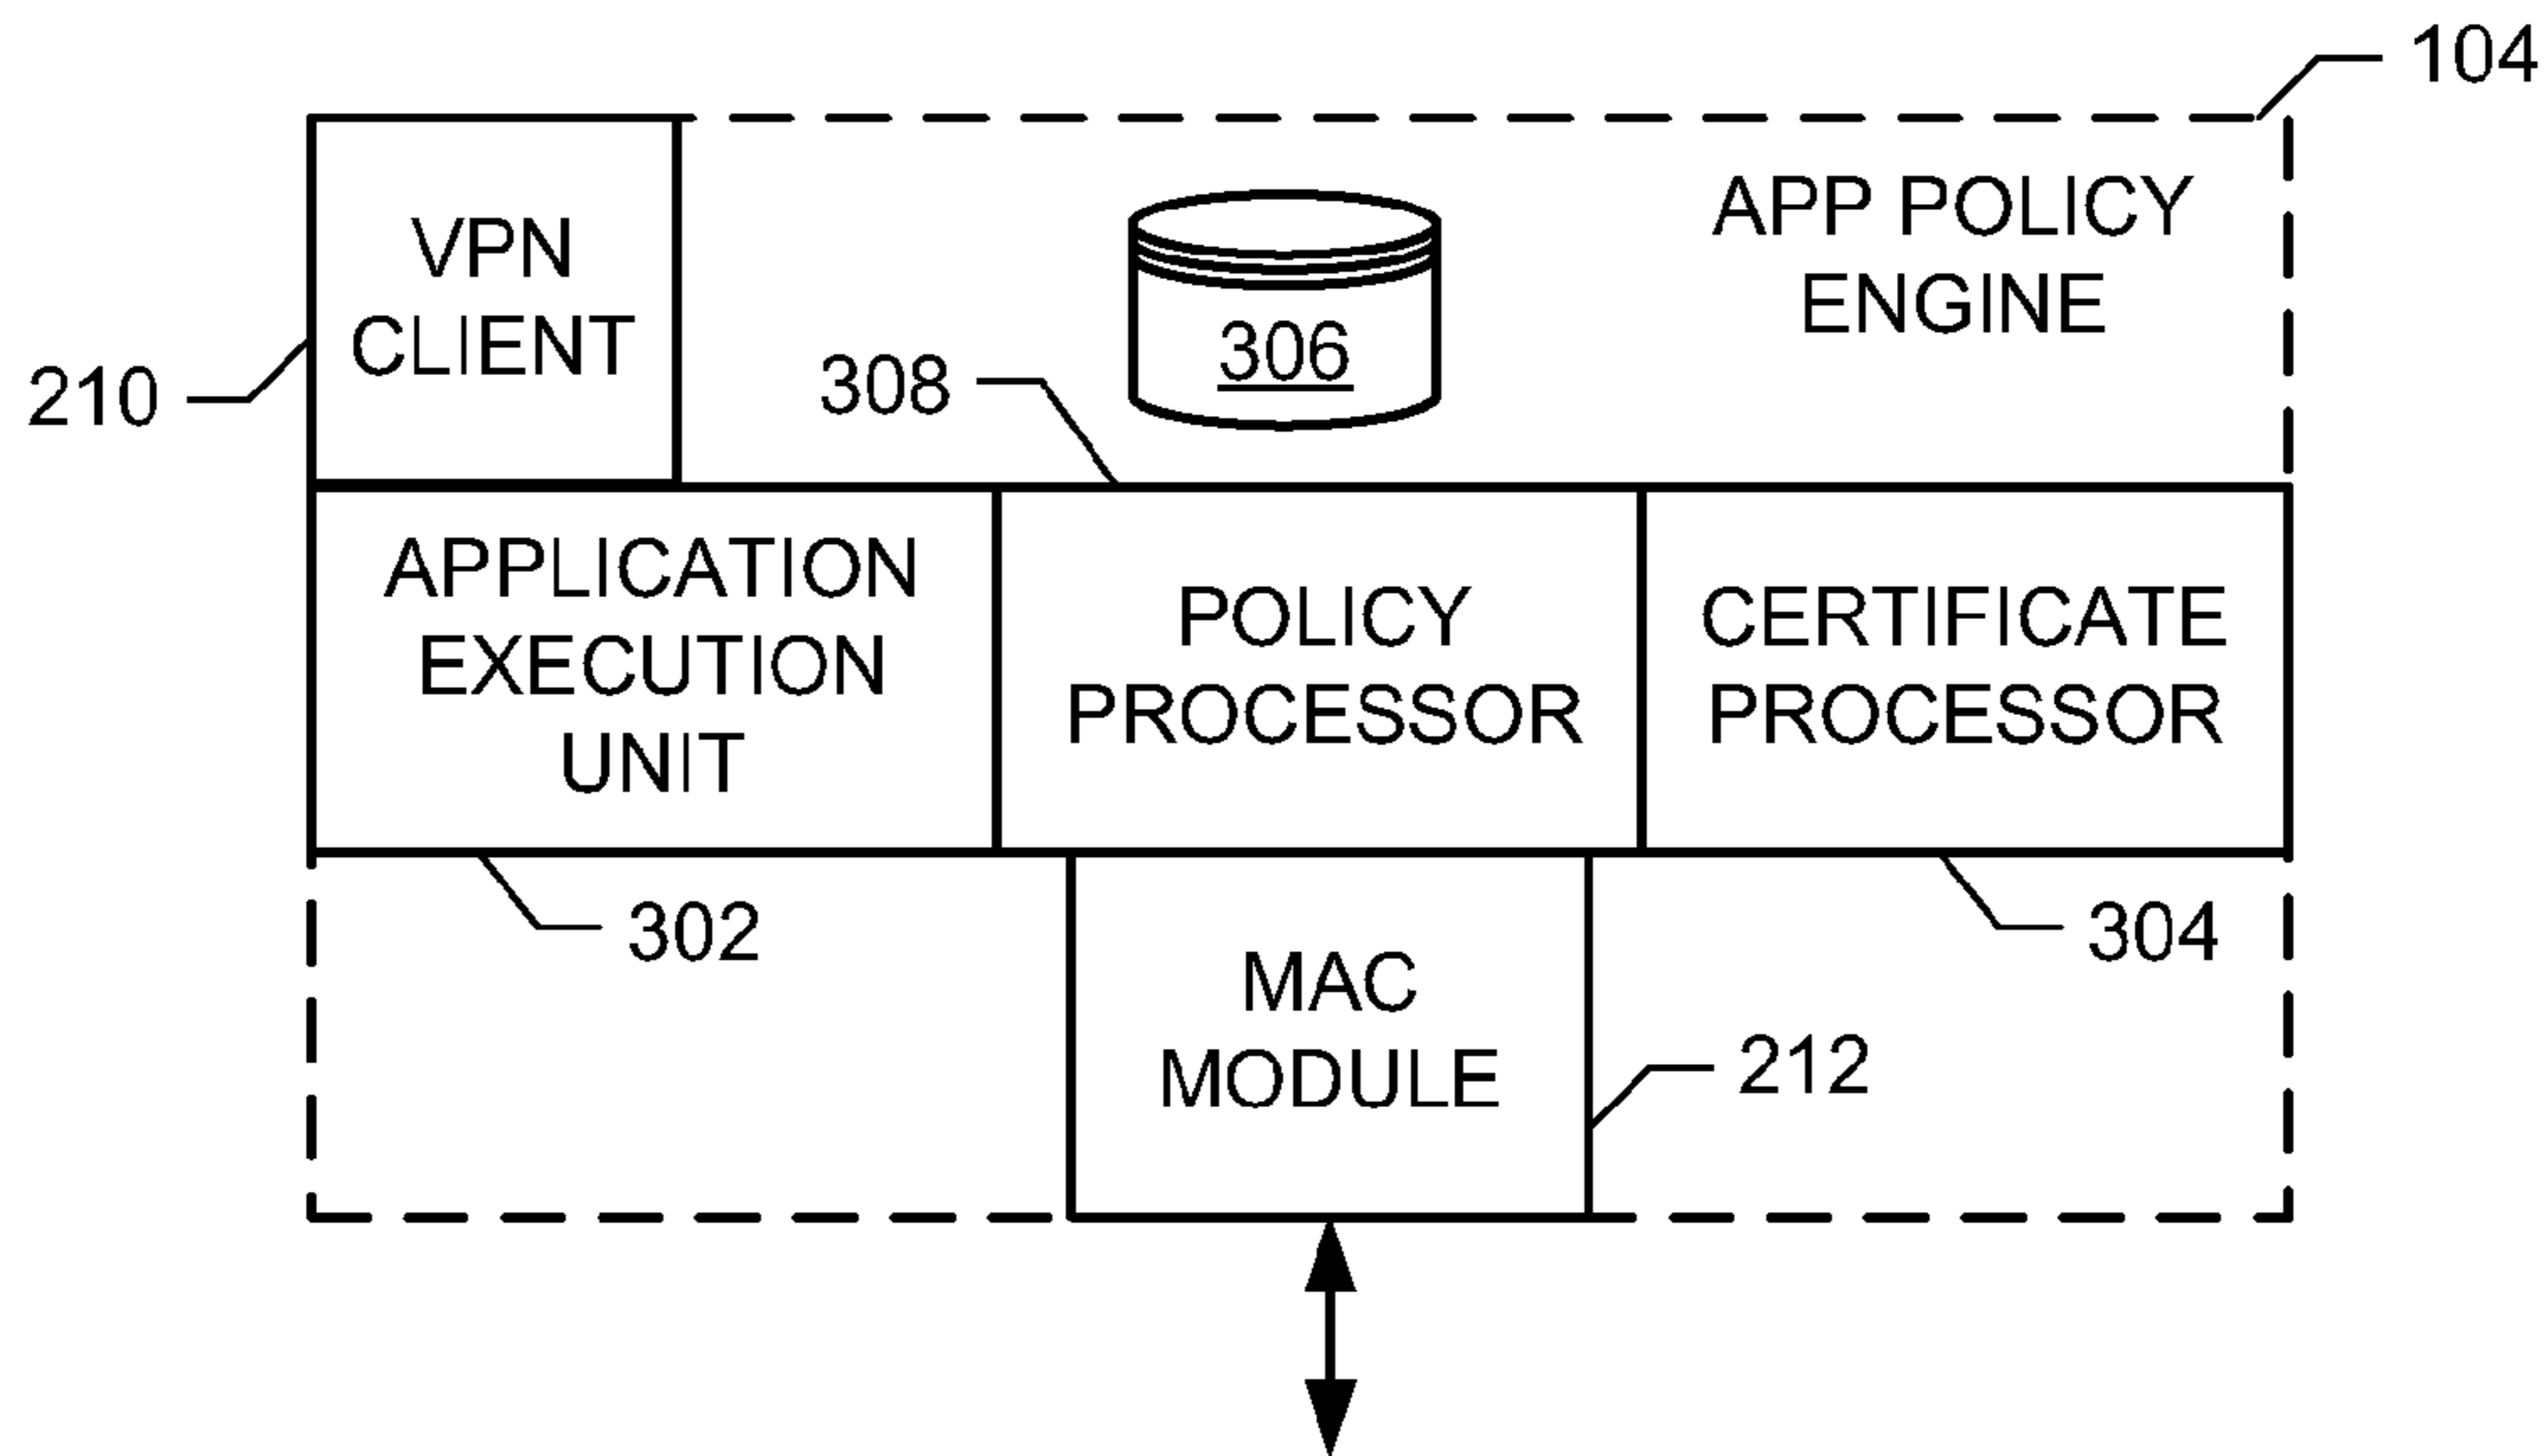 104
VPN
CLIENT
APP POLICY
ENGINE
306
308
210
APPLICATION
EXECUTION
UNIT
POLICY
PROCESSOR
CERTIFICATE
PROCESSOR
302
304
MAC
MODULE
212